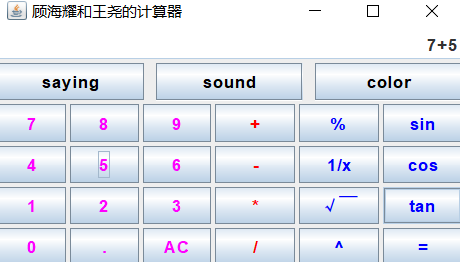 顾海耀和王尧的计算器
7+5
saying sound color
7 8 9 + % sin
4 5 6 - 1/x cos
1 2 3 * √￣ tan
0 . AC / ^ =